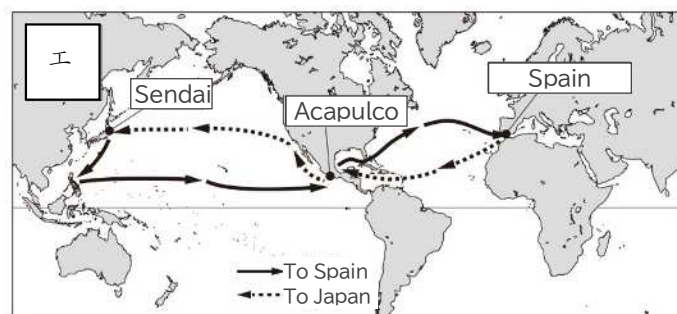 エ
Sendai
Acapulco
Spain
To Spain
To Japan